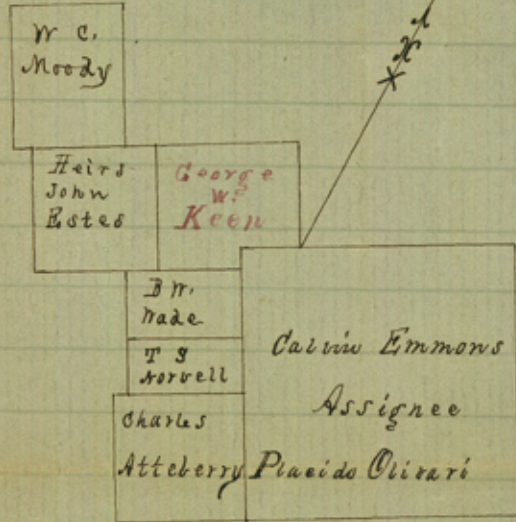 W C.
Moody
Heirs
John
Estes
George
W.
Keen
B W.
Wade
T S
Norvell
Charles
Atteberry
Calvin Emmons
Assignee
Placido Olivari